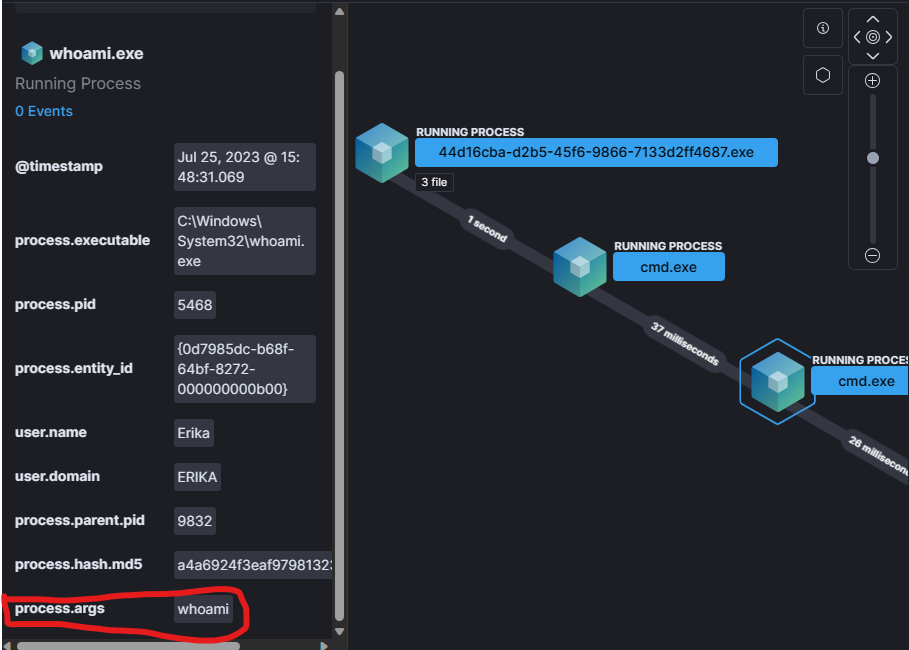 whoami.exe
Running Process
0 Events
@timestamp
Jul 25, 2023 @ 15:
48:31.069
process.executable
C:\Windows\
System32\whoami.
exe
process.pid
5468
process.entity_id
{0d7985dc-b68f-
64bf-8272-
000000000b00}
user.name
Erika
user.domain
ERIKA
process.parent.pid
9832
process.hash.md5
a4a6924f3eaf97981323
process.args
whoami
RUNNING PROCESS
44d16cba-d2b5-45f6-9866-7133d2ff4687.exe
3 file
1 second
RUNNING PROCESS
cmd.exe
37 milliseconds
RUNNING PROCES
cmd.exe
26 millisecond